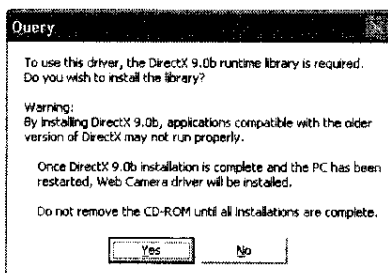 Query
To use this driver, the DirectX 9.0b runtime library is required.
Do you wish to install the library?
Warning:
By installing DirectX 9.0b, applications compatible with the older
version of DirectX may not run properly.
Once DirectX 9.0b installation is complete and the PC has been
restarted, Web Camera driver will be installed.
Do not remove the CD-ROM until all installations are complete.
Yes
No